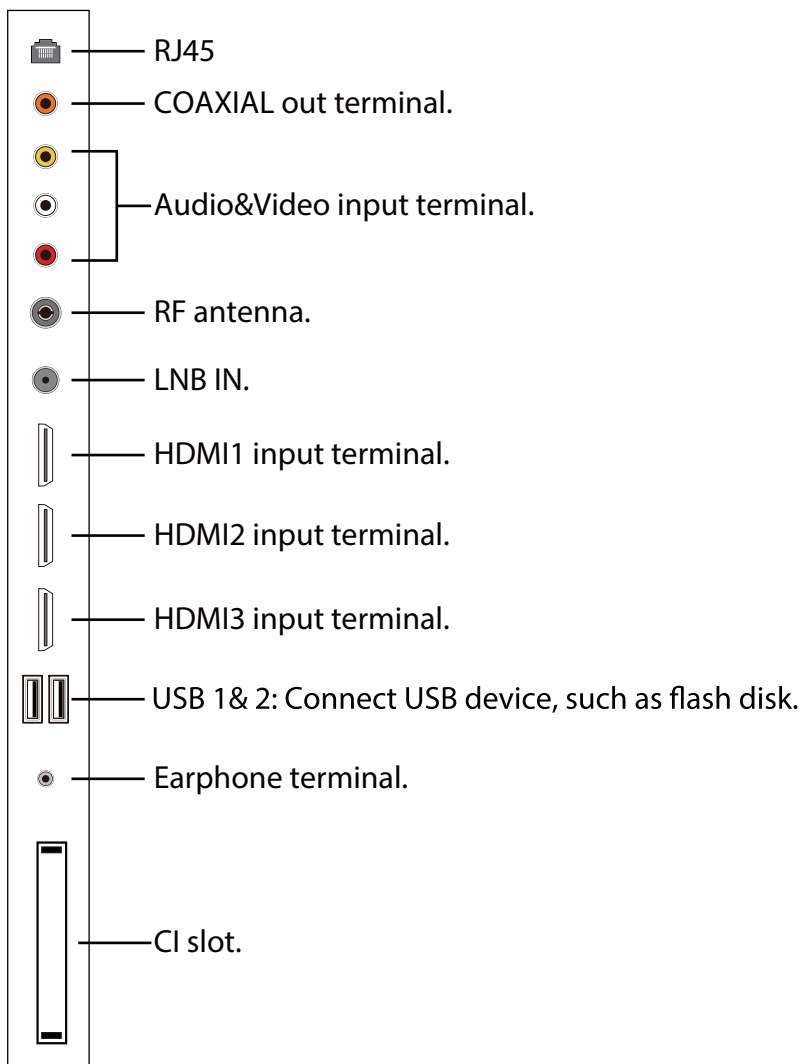 RJ45
COAXIAL out terminal.
Audio&Video input terminal.
RF antenna.
LNB IN.
HDMI1 input terminal.
HDMI2 input terminal.
HDMI3 input terminal.
USB 1& 2: Connect USB device, such as flash disk.
Earphone terminal.
CI slot.